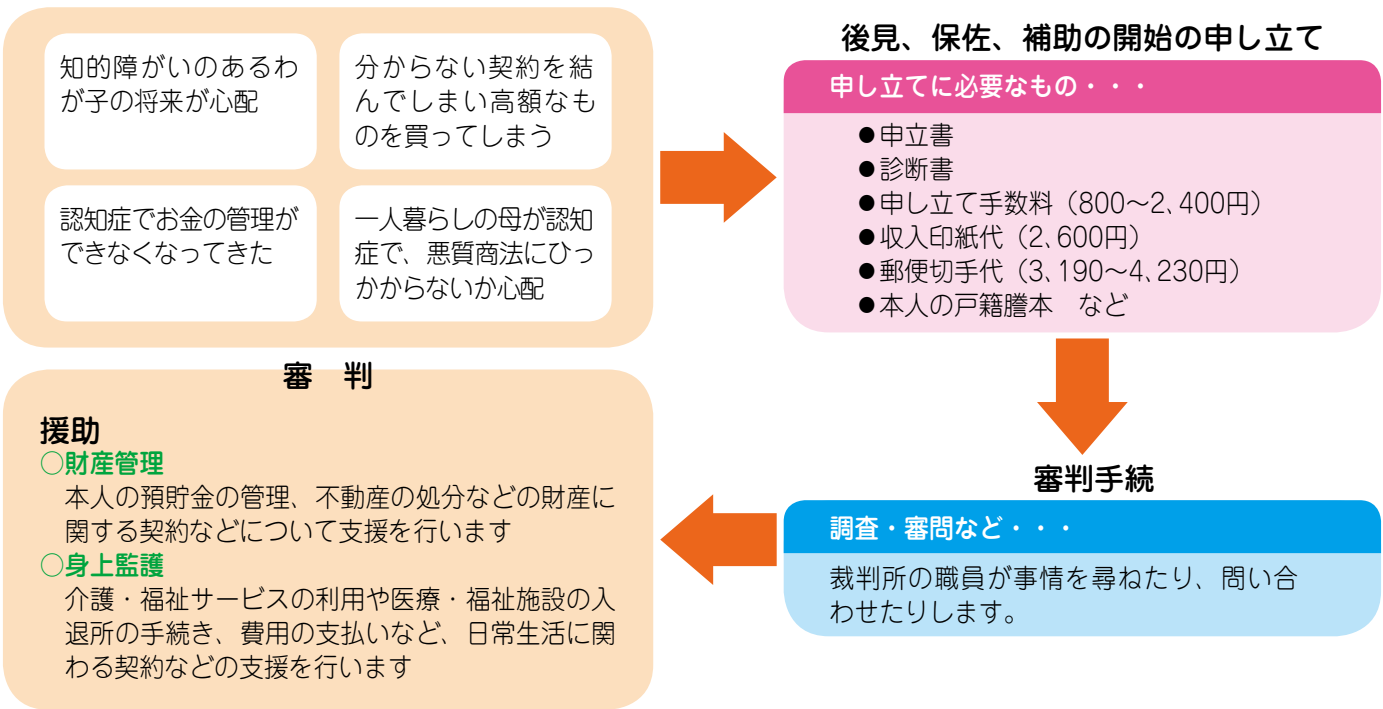 知的障がいのあるわ
が子の将来が心配
分からない契約を結
んでしまい高額なも
のを買ってしまう
認知症でお金の管理が
できなくなってきた
一人暮らしの母が認知
症で、悪質商法にひっ
かからないか心配
後見、保佐、補助の開始の申し立て
申し立てに必要なもの・・・
●申立書
●診断書
●申し立て手数料（800～2、400円）
●収入印紙代（2、600円）
●郵便切手代（3、190～4、230円）
●本人の戸籍謄本　など
審判手続
調査・審問など・・・
裁判所の職員が事情を尋ねたり、問い合
わせたりします。
審　判
援助
○財産管理
本人の預貯金の管理、不動産の処分などの財産に
関する契約などについて支援を行います
○身上監護
介護・福祉サービスの利用や医療・福祉施設の入
退所の手続き、費用の支払いなど、日常生活に関
わる契約などの支援を行います